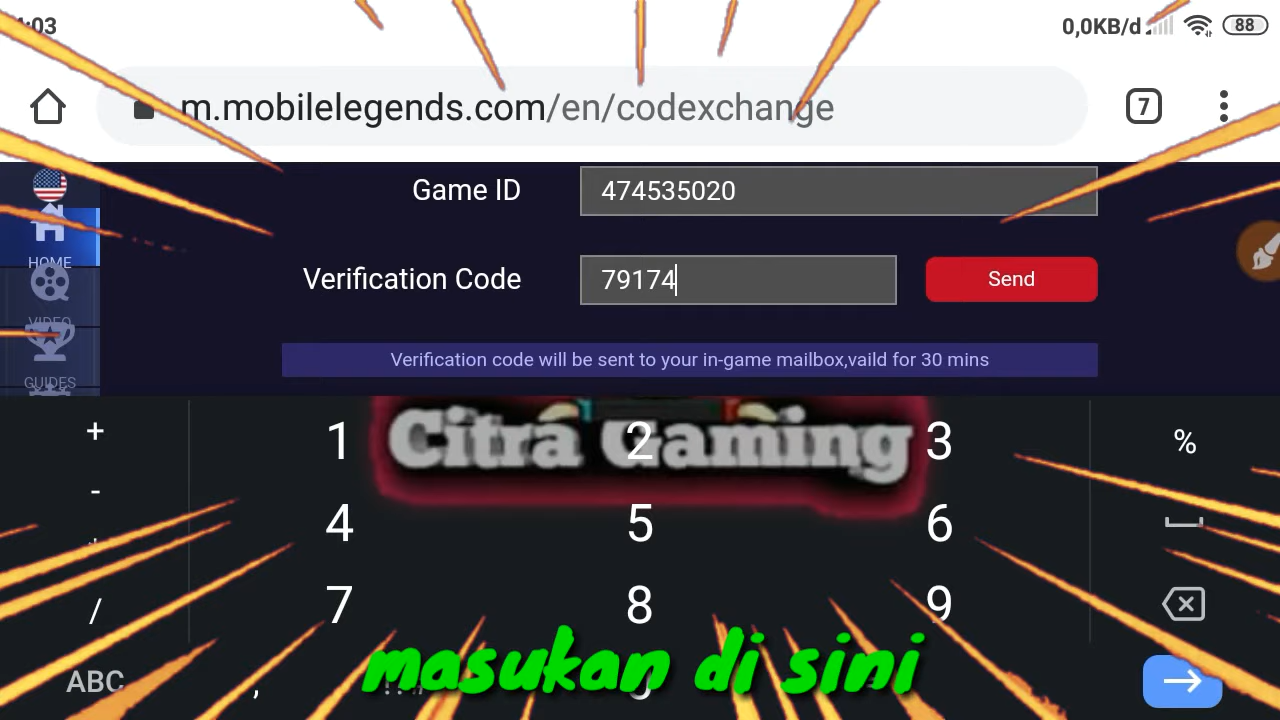 :03 0,0KB/d 88
m.mobilelegends.com/en/codexchange 7
Game ID 474535020
HOME
Verification Code 79174 Send
VIDEO
Verification code will be sent to your in-game mailbox,vaild for 30 mins
GUIDES
Citra Gaming
+ 1 2 3 %
-
4 5 6
/ 7 8 9
masukan di sini
ABC ,